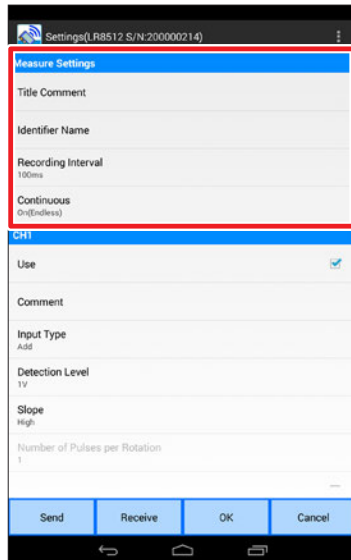 Settings(LR8512 S/N:200000214)
Measure Settings
Title Comment
Identifier Name
Recording Interval
100ms
Continuous
On(Endless)
CH1
Use
Comment
Input Type
Add
Detection Level
1V
Slope
High
Number of Pulses per Rotation
1
Send Receive OK Cancel